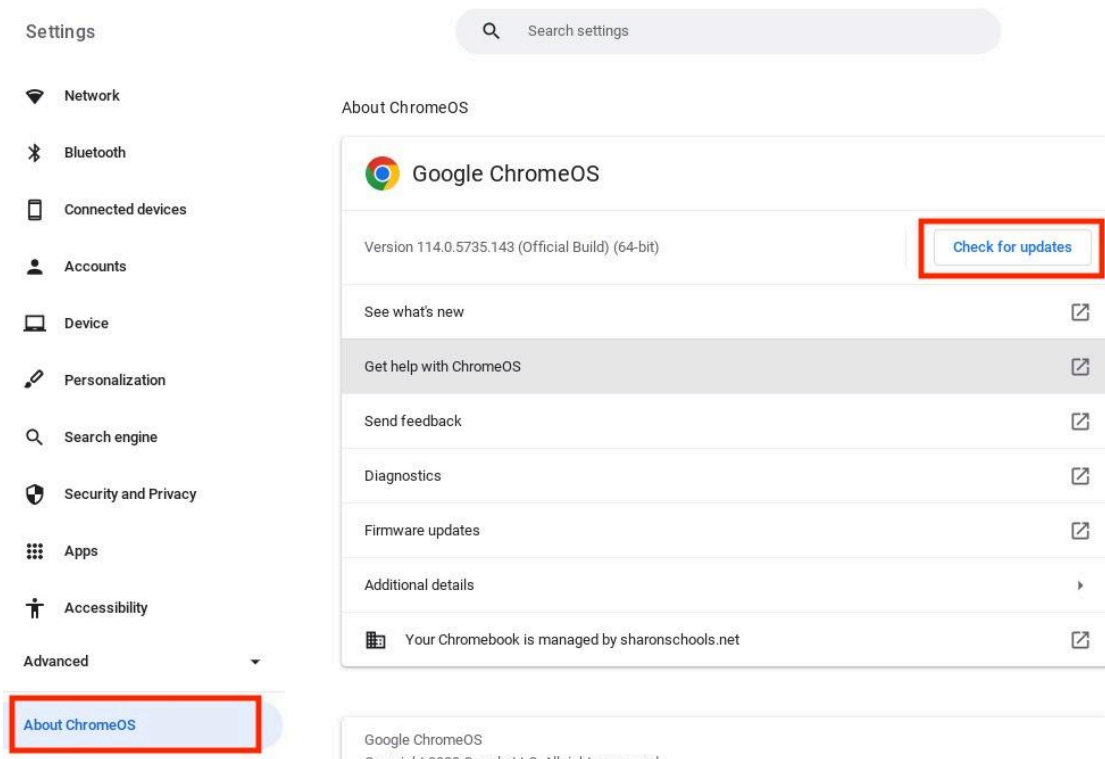 Settings
Search settings
Network
Bluetooth
Connected devices
Accounts
Device
Personalization
Search engine
Security and Privacy
Apps
Accessibility
Advanced
About ChromeOS
About ChromeOS
Google ChromeOS
Version 114.0.5735.143 (Official Build) (64-bit)
Check for updates
See what's new
Get help with ChromeOS
Send feedback
Diagnostics
Firmware updates
Additional details
Your Chromebook is managed by sharonschools.net
Google ChromeOS